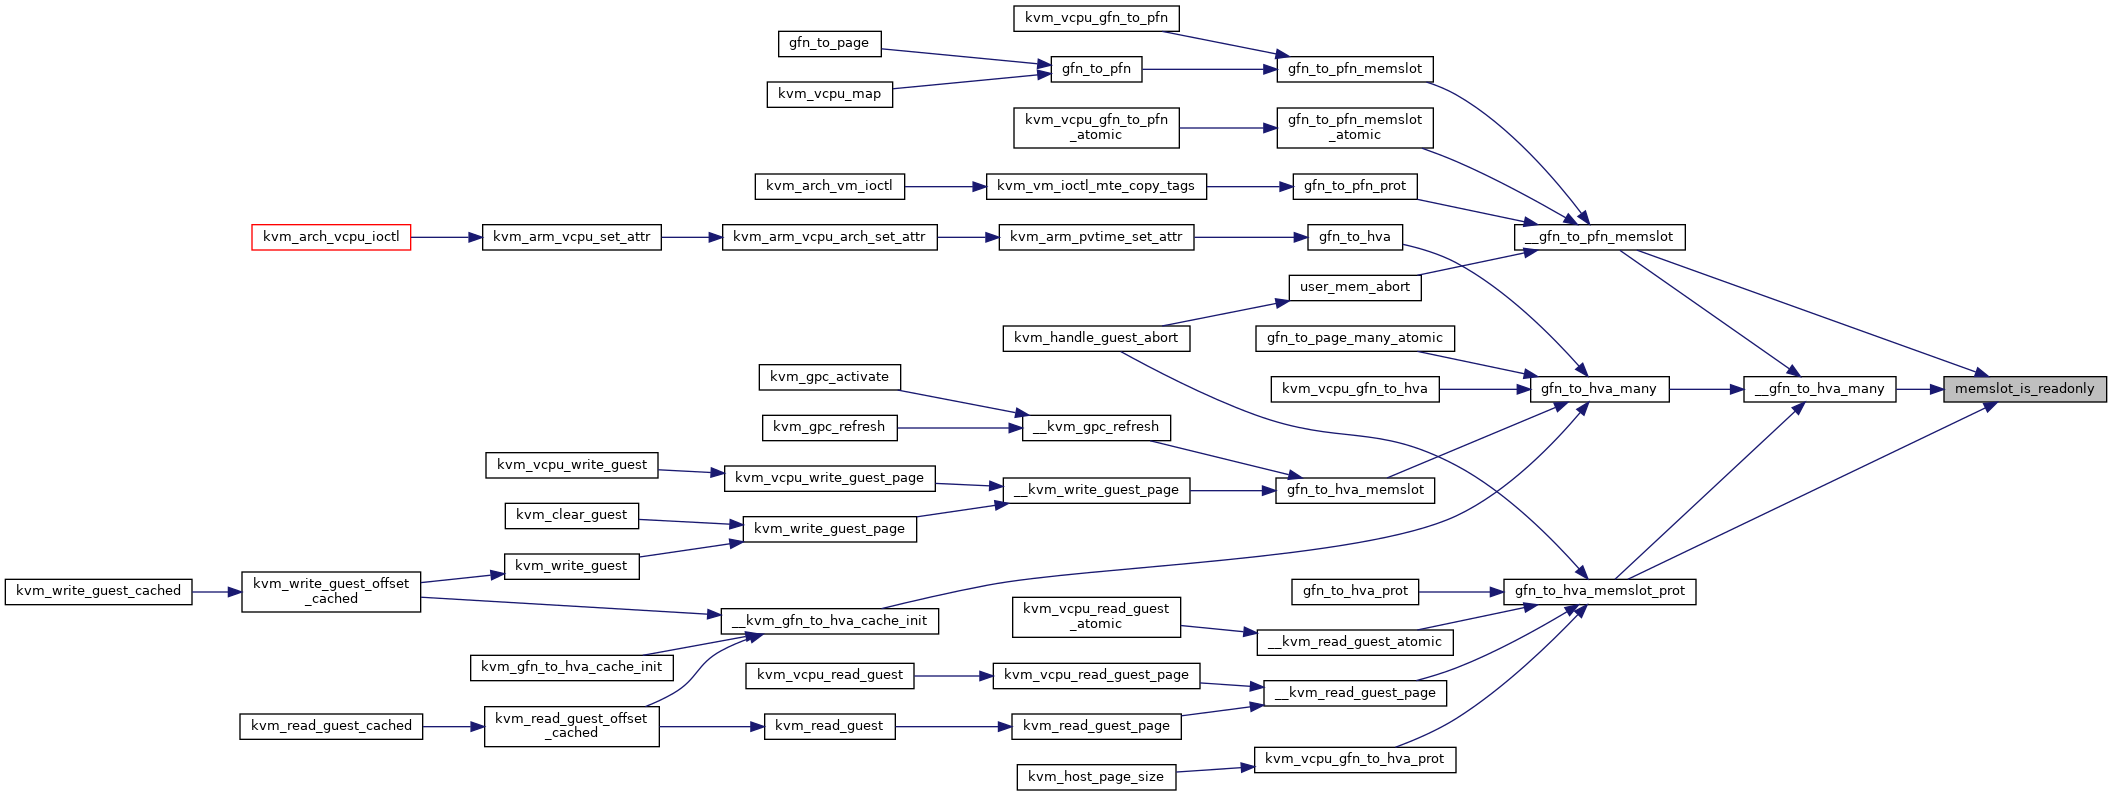 kvm_vcpu_gfn_to_pfn
gfn_to_page
gfn_to_pfn
gfn_to_pfn_memslot
kvm_vcpu_map
kvm_vcpu_gfn_to_pfn
_atomic
gfn_to_pfn_memslot
_atomic
kvm_arch_vm_ioctl
kvm_vm_ioctl_mte_copy_tags
gfn_to_pfn_prot
kvm_arch_vcpu_ioctl
kvm_arm_vcpu_set_attr
kvm_arm_vcpu_arch_set_attr
kvm_arm_pvtime_set_attr
gfn_to_hva
__gfn_to_pfn_memslot
user_mem_abort
kvm_handle_guest_abort
gfn_to_page_many_atomic
kvm_gpc_activate
kvm_vcpu_gfn_to_hva
gfn_to_hva_many
__gfn_to_hva_many
memslot_is_readonly
kvm_gpc_refresh
__kvm_gpc_refresh
kvm_vcpu_write_guest
kvm_vcpu_write_guest_page
__kvm_write_guest_page
gfn_to_hva_memslot
kvm_clear_guest
kvm_write_guest_page
kvm_write_guest
kvm_write_guest_cached
kvm_write_guest_offset
_cached
gfn_to_hva_prot
gfn_to_hva_memslot_prot
kvm_vcpu_read_guest
_atomic
__kvm_gfn_to_hva_cache_init
__kvm_read_guest_atomic
kvm_gfn_to_hva_cache_init
kvm_vcpu_read_guest
kvm_vcpu_read_guest_page
__kvm_read_guest_page
kvm_read_guest_cached
kvm_read_guest_offset
_cached
kvm_read_guest
kvm_read_guest_page
kvm_vcpu_gfn_to_hva_prot
kvm_host_page_size